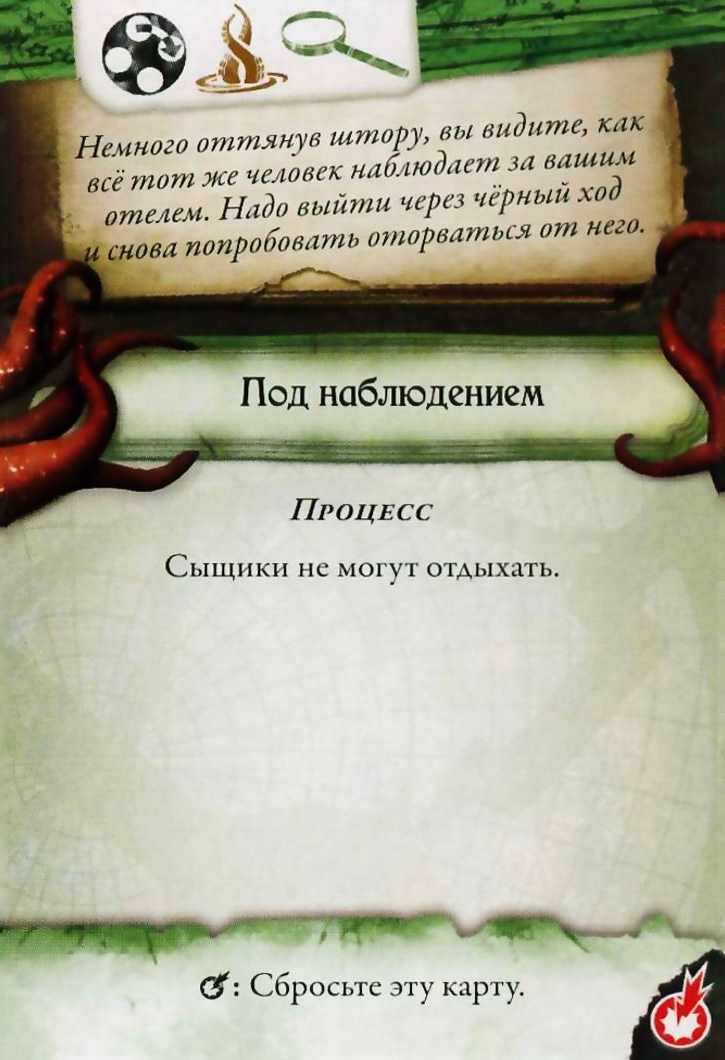 Немного оттянув штору, вы видите, как
всё тот же человек наблюдает за вашим
отелем. Надо выйти через чёрный ход
и снова попробовать оторваться от него.
Под наблюдением
Процесс
Сыщики не могут отдыхать.
: Сбросьте эту карту.